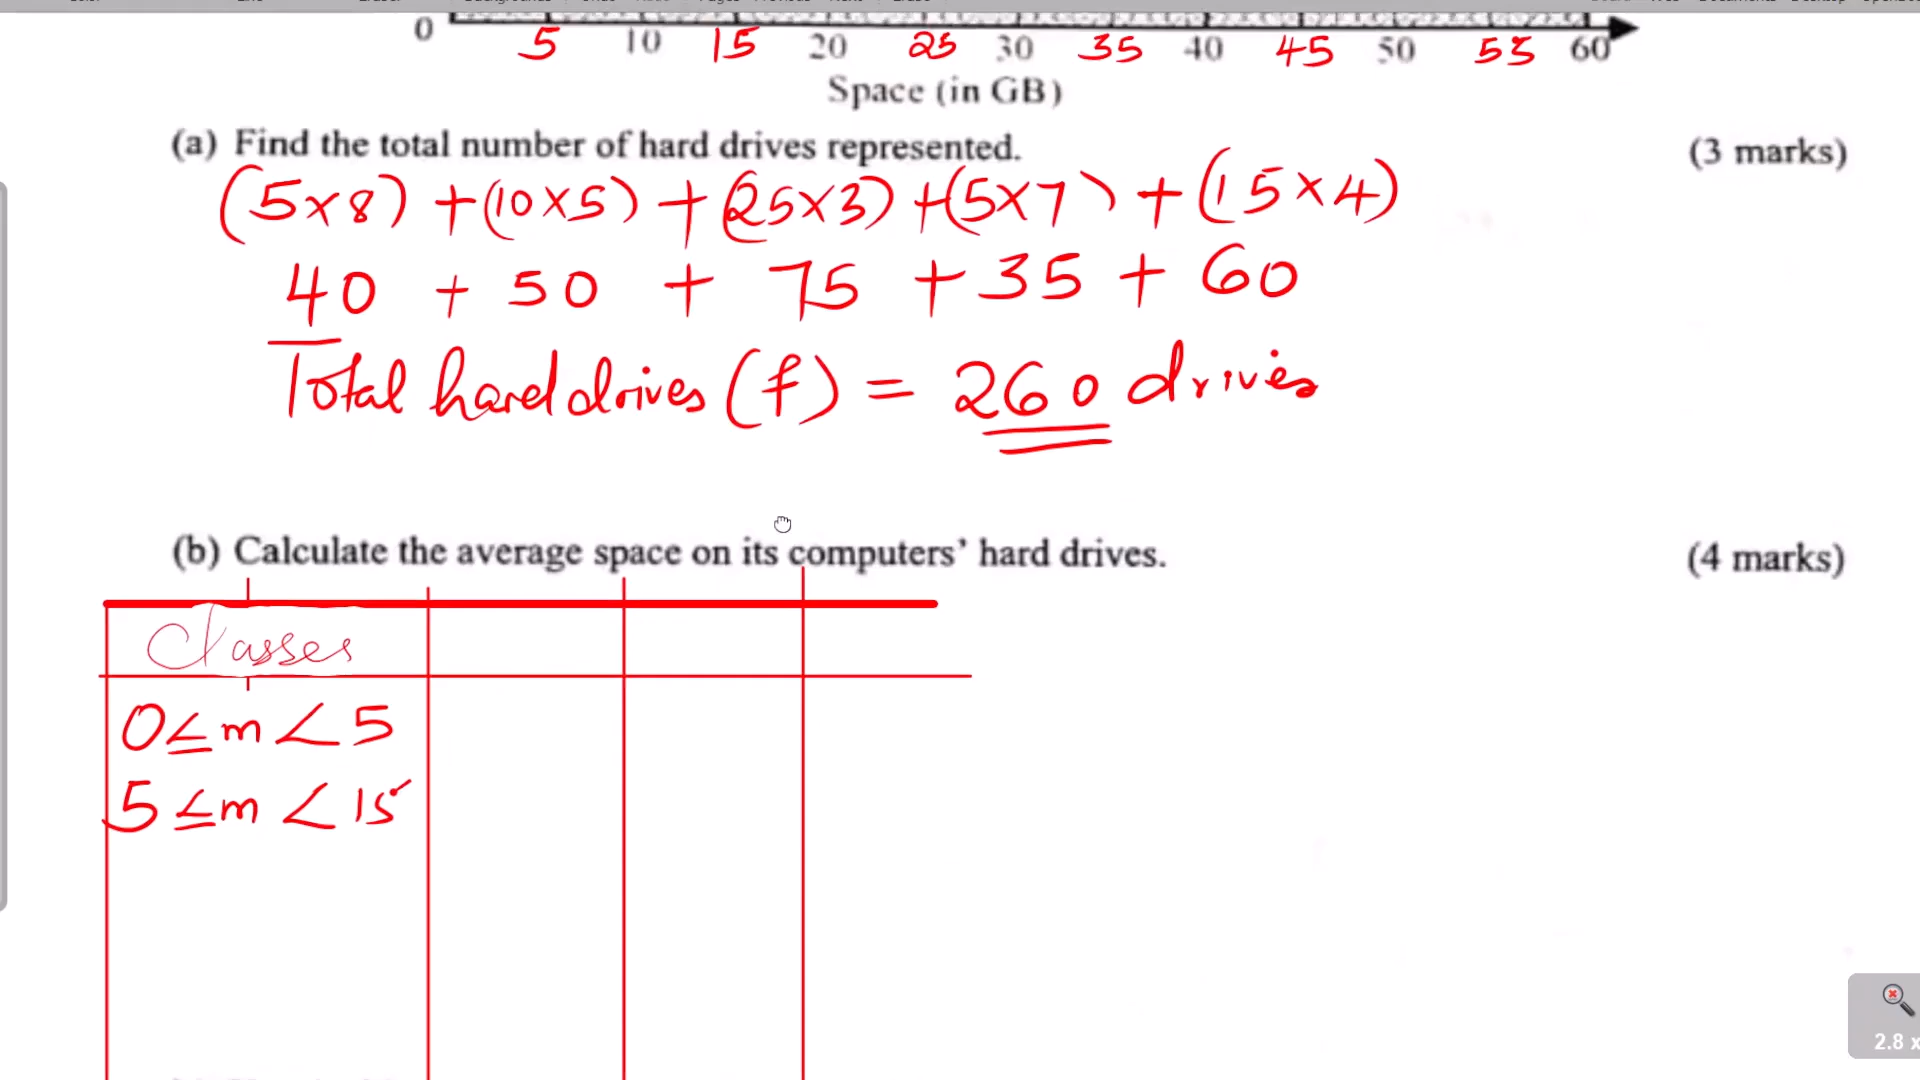 0 5 10 15 20 25 30 35 40 45 50 55 60
Space (in GB)
(a) Find the total number of hard drives represented. (3 marks)
(5×8) + (10×5) + (25×3) + (5×7) + (15×4)
40 + 50 + 75 + 35 + 60
Total hard drives (f) = 260 drives
(b) Calculate the average space on its computers' hard drives. (4 marks)
Classes
0 ≤ m < 5
5 ≤ m < 15
2.8 x